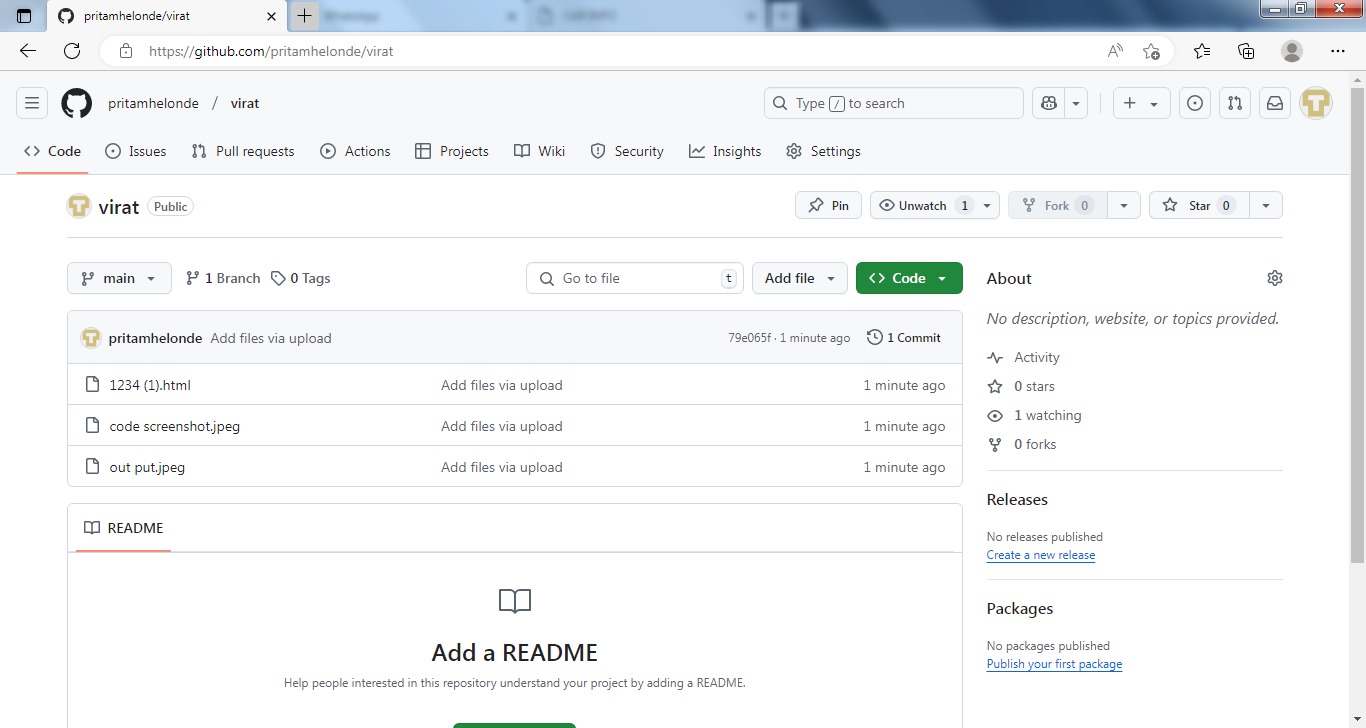 pritamhelonde/virat
https://github.com/pritamhelonde/virat
pritamhelonde / virat
Type / to search
Code Issues Pull requests Actions Projects Wiki Security Insights Settings
virat Public
Pin Unwatch 1 Fork 0 Star 0
main 1 Branch 0 Tags Go to file t Add file Code
pritamhelonde Add files via upload 79e065f · 1 minute ago 1 Commit
1234 (1).html Add files via upload 1 minute ago
code screenshot.jpeg Add files via upload 1 minute ago
out put.jpeg Add files via upload 1 minute ago
README
Add a README
Help people interested in this repository understand your project by adding a README.
About
No description, website, or topics provided.
Activity
0 stars
1 watching
0 forks
Releases
No releases published
Create a new release
Packages
No packages published
Publish your first package